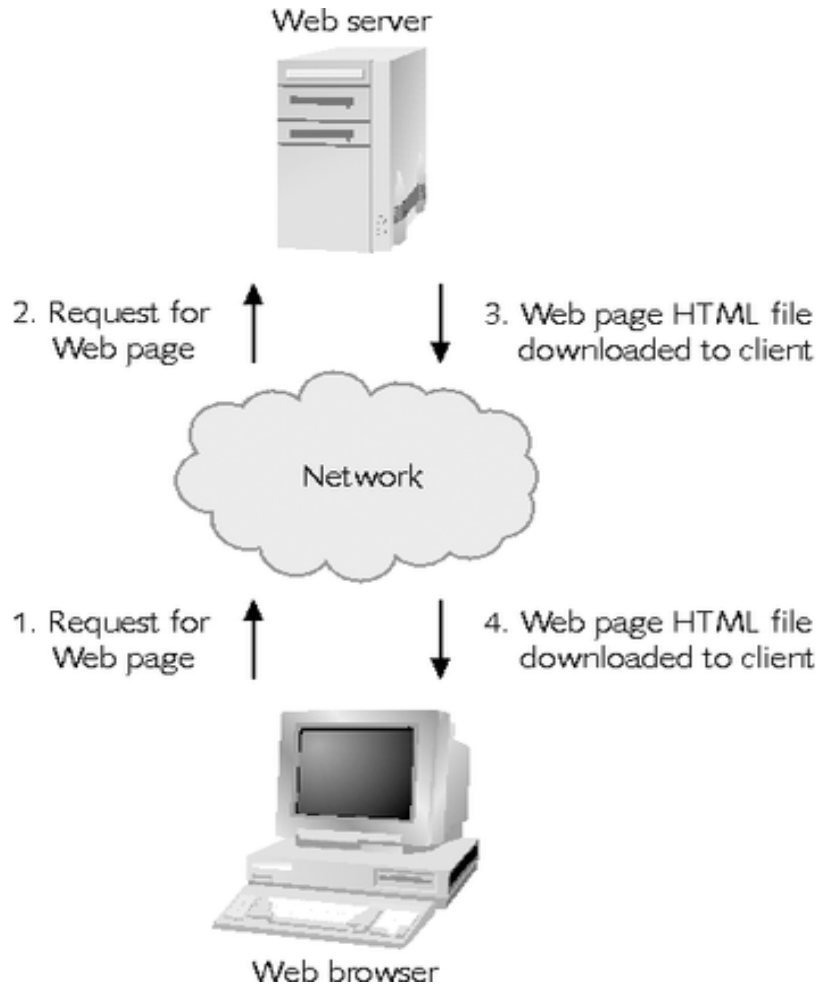 Web server
2. Request for
Web page
3. Web page HTML file
downloaded to client
Network
1. Request for
Web page
4. Web page HTML file
downloaded to client
Web browser